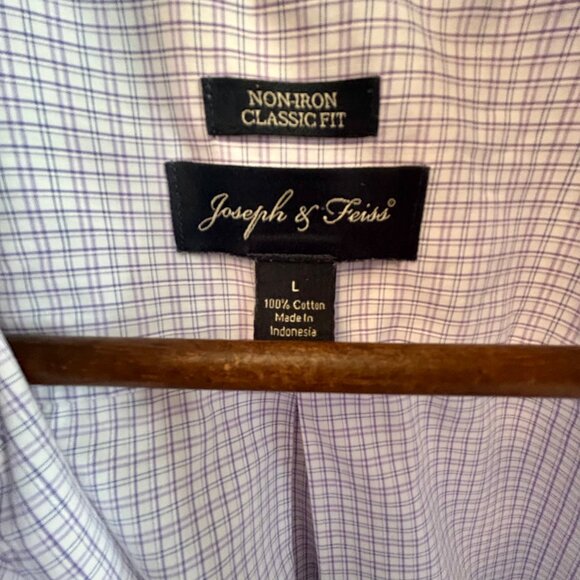 NON-IRON
CLASSIC FIT
Joseph & Feiss®
L
100% Cotton
Made In
Indonesia